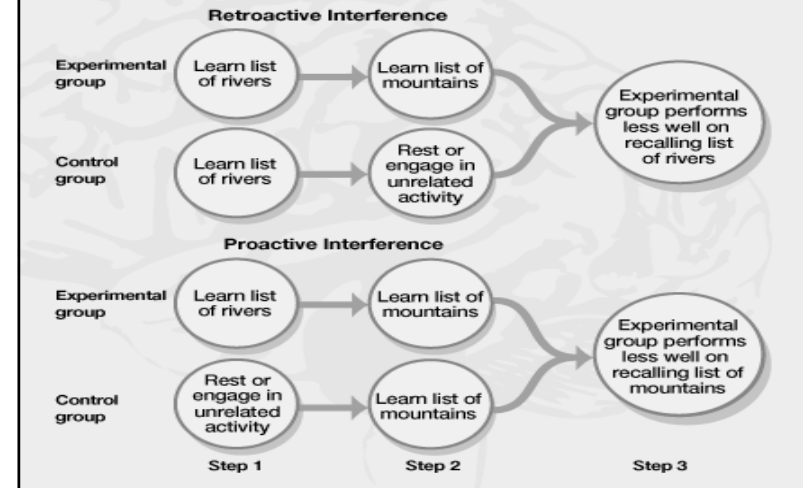 Retroactive Interference
Experimental
group
Learn list
of rivers
Learn list of
mountains
Control
group
Learn list
of rivers
Rest or
engage in
unrelated
activity
Experimental
group performs
less well on
recalling list
of rivers
Proactive Interference
Experimental
group
Learn list
of rivers
Learn list of
mountains
Control
group
Rest or
engage in
unrelated
activity
Learn list of
mountains
Experimental
group performs
less well on
recalling list of
mountains
Step 1
Step 2
Step 3